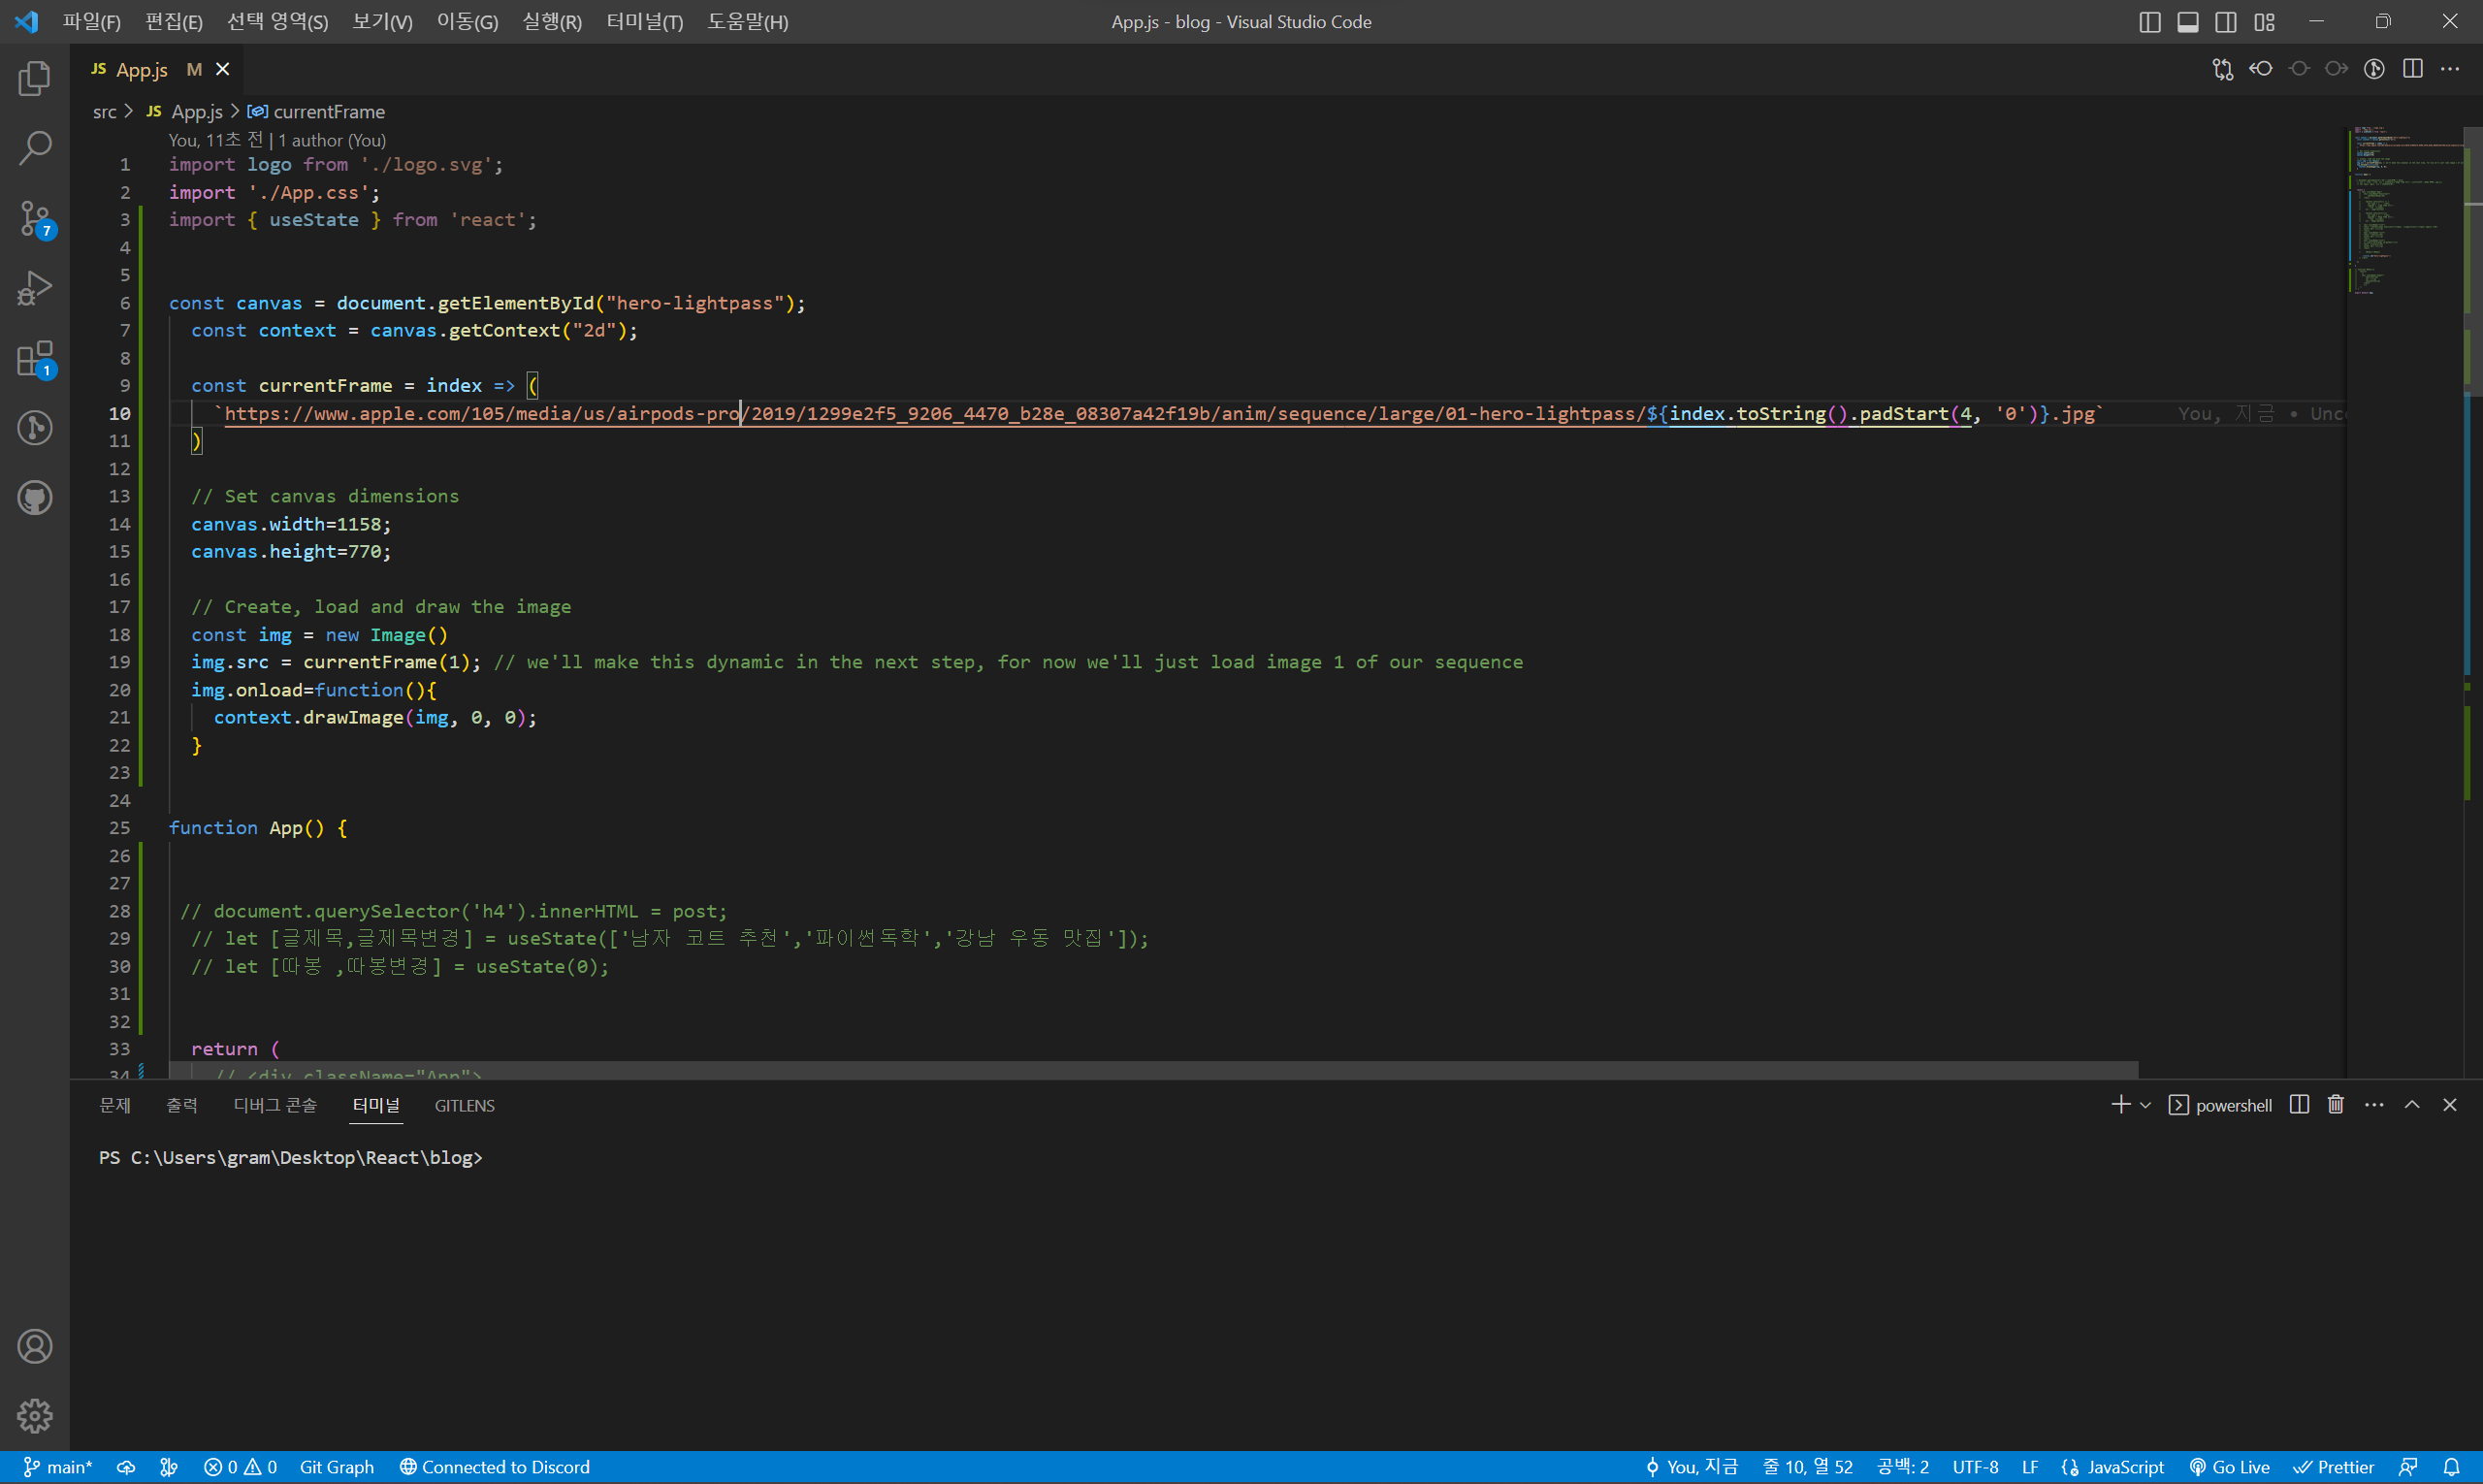 파일(F) 편집(E) 선택 영역(S) 보기(V) 이동(G) 실행(R) 터미널(T) 도움말(H) App.js - blog - Visual Studio Code
JS App.js M
src > JS App.js > currentFrame
You, 11초 전 | 1 author (You)
1 import logo from './logo.svg';
2 import './App.css';
3 import { useState } from 'react';
4
5
6 const canvas = document.getElementById("hero-lightpass");
7 const context = canvas.getContext("2d");
8
9 const currentFrame = index => (
10 `https://www.apple.com/105/media/us/airpods-pro/2019/1299e2f5_9206_4470_b28e_08307a42f19b/anim/sequence/large/01-hero-lightpass/${index.toString().padStart(4, '0')}.jpg` You, 지금 • Unc
11 )
12
13 // Set canvas dimensions
14 canvas.width=1158;
15 canvas.height=770;
16
17 // Create, load and draw the image
18 const img = new Image()
19 img.src = currentFrame(1); // we'll make this dynamic in the next step, for now we'll just load image 1 of our sequence
20 img.onload=function(){
21 context.drawImage(img, 0, 0);
22 }
23
24
25 function App() {
26
27
28 // document.querySelector('h4').innerHTML = post;
29 // let [글제목,글제목변경] = useState(['남자 코트 추천','파이썬독학','강남 우동 맛집']);
30 // let [따봉 ,따봉변경] = useState(0);
31
32
33 return (
34 // <div className="App">
7
1
문제 출력 디버그 콘솔 터미널 GITLENS powershell
PS C:\Users\gram\Desktop\React\blog>
main* 0 0 Git Graph Connected to Discord You, 지금 줄 10, 열 52 공백: 2 UTF-8 LF JavaScript Go Live Prettier